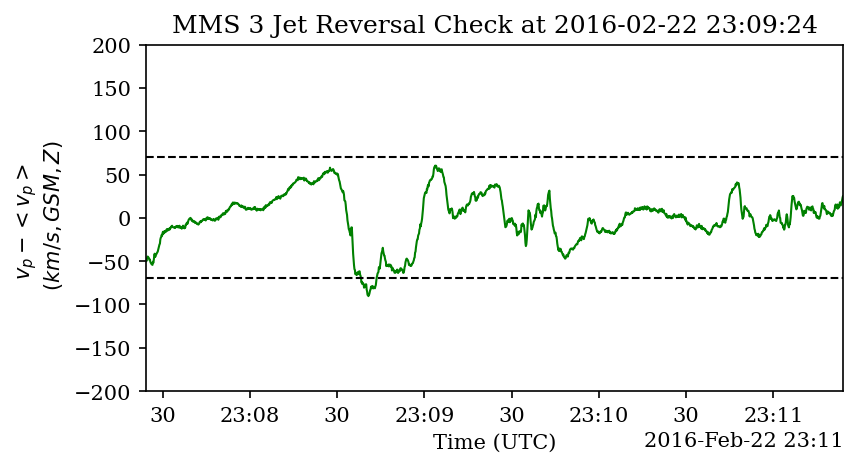 MMS 3 Jet Reversal Check at 2016-02-22 23:09:24
v_p − <v_p>
(km/s, GSM, Z)
200
150
100
50
0
−50
−100
−150
−200
30 23:08 30 23:09 30 23:10 30 23:11
Time (UTC) 2016-Feb-22 23:11